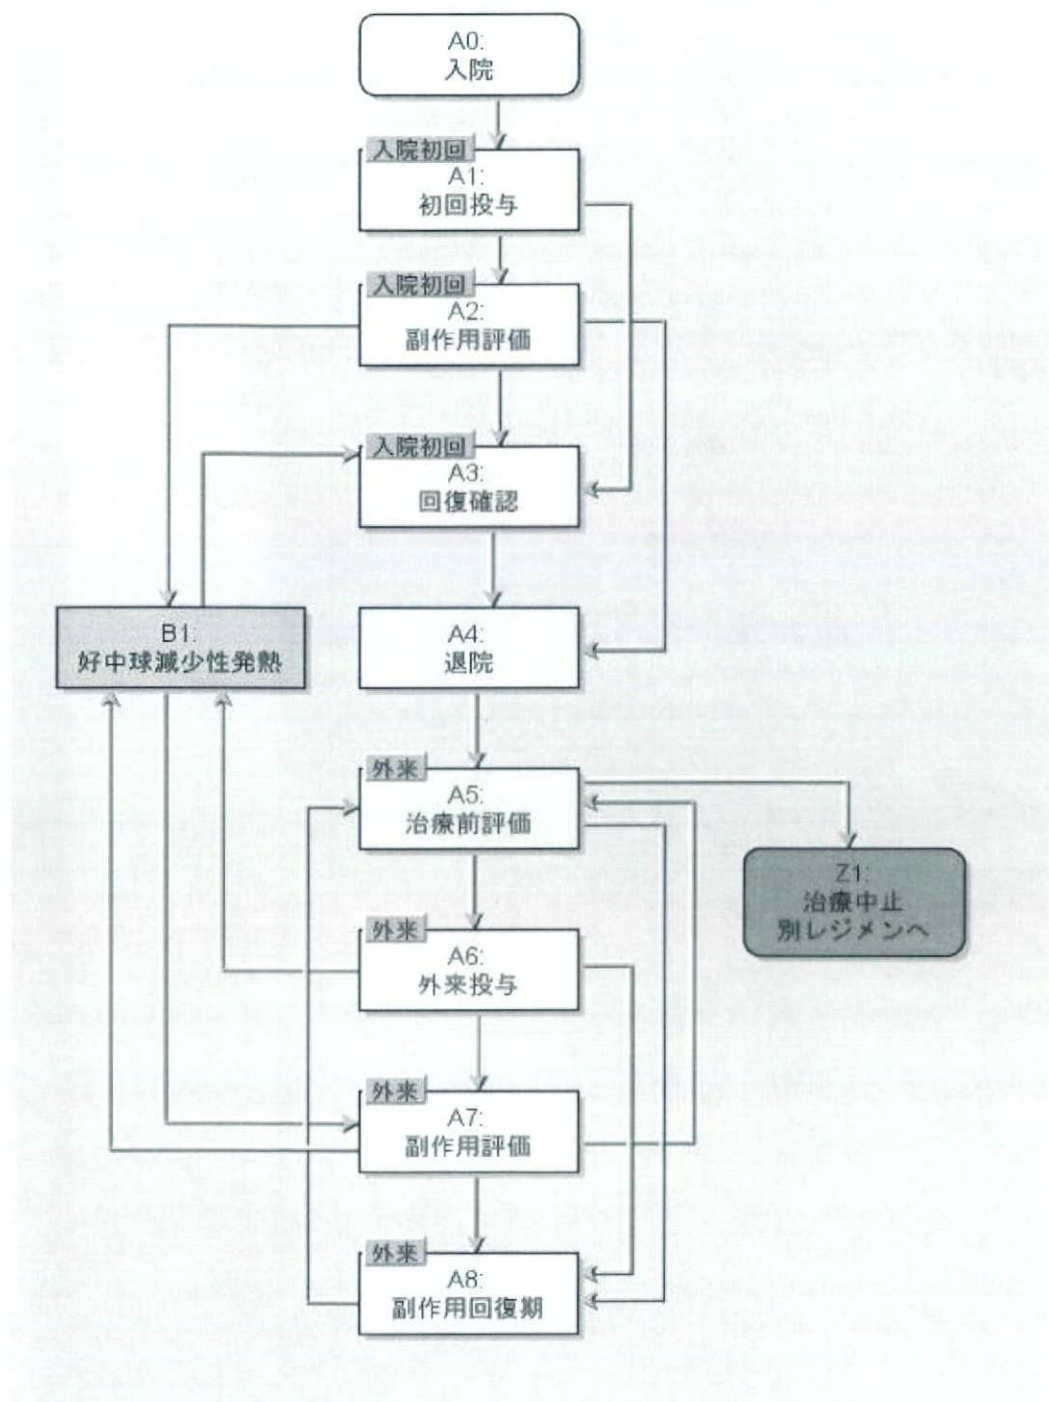 A0:
入院
入院初回
A1:
初回投与
入院初回
A2:
副作用評価
入院初回
A3:
回復確認
B1:
好中球減少性発熱
A4:
退院
外来
A5:
治療前評価
Z1:
治療中止
別レジメンへ
外来
A6:
外来投与
外来
A7:
副作用評価
外来
A8:
副作用回復期